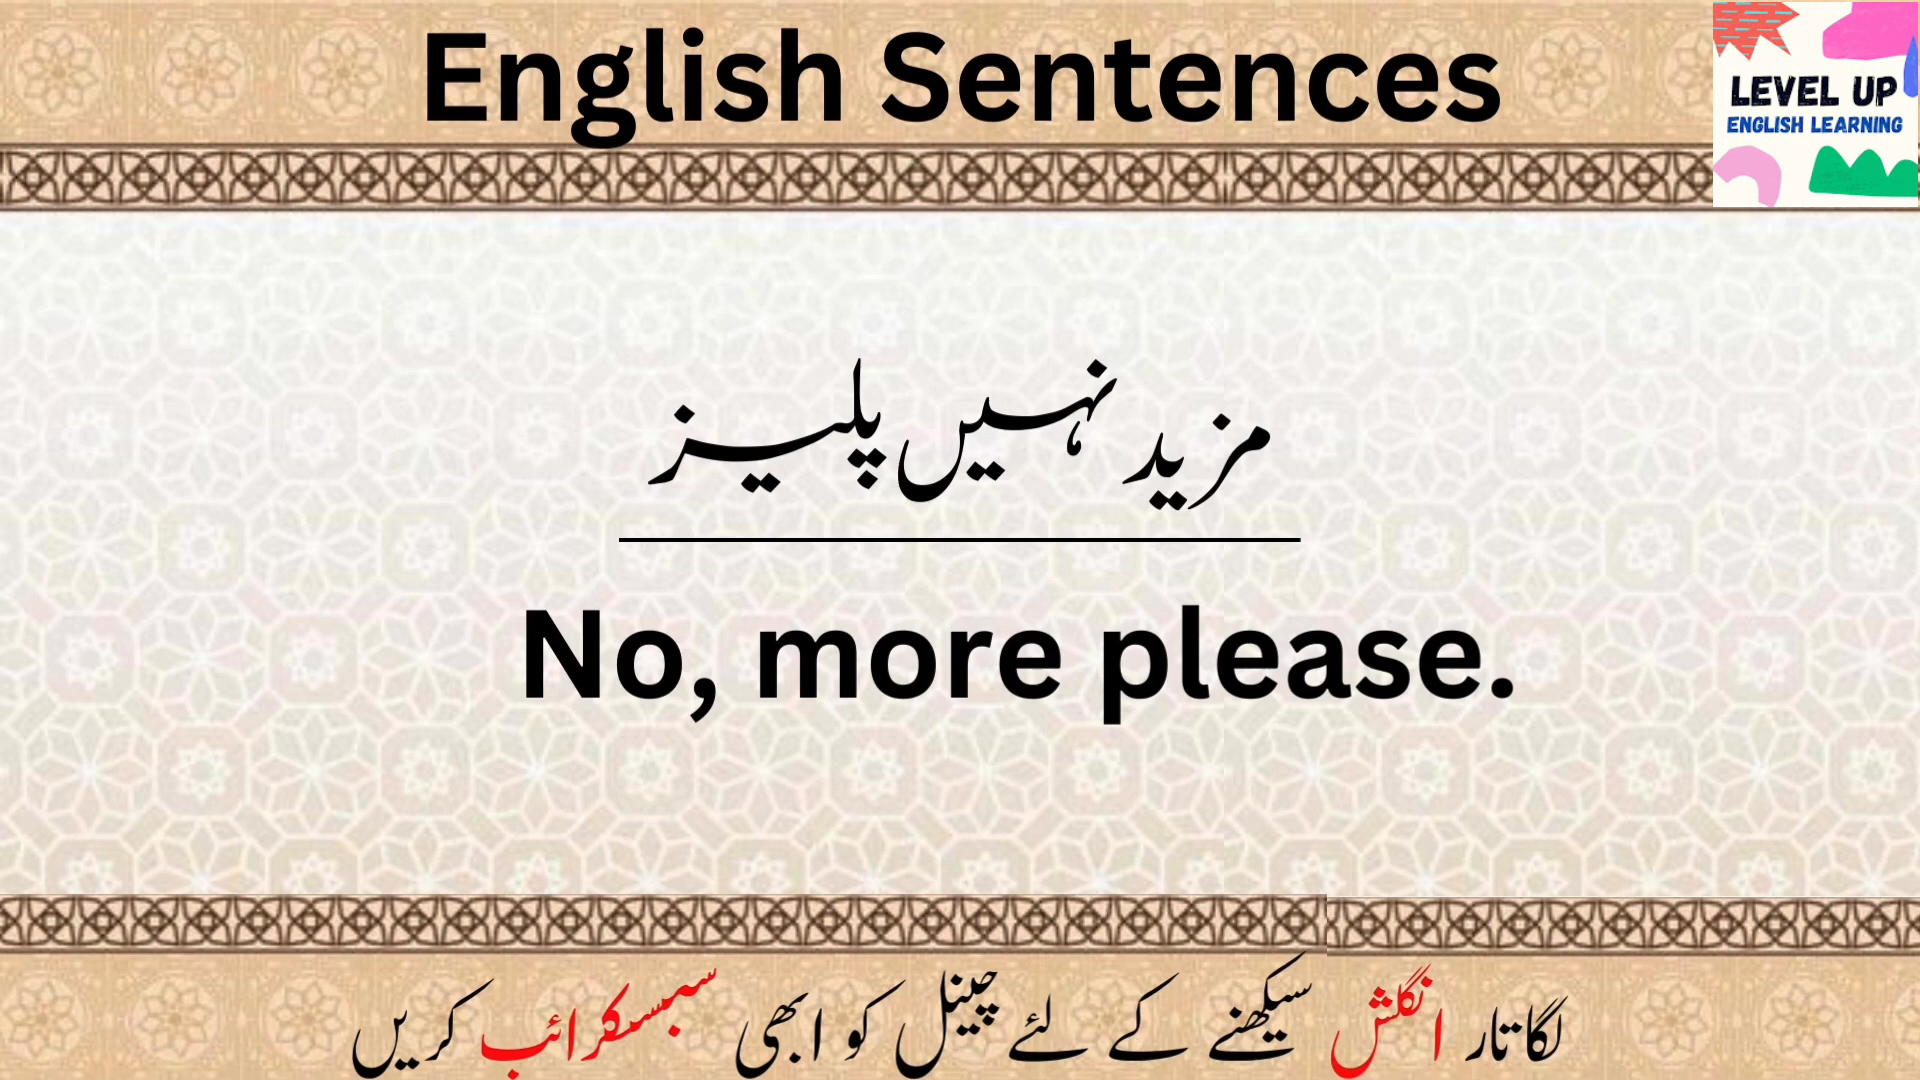 English Sentences
LEVEL UP
ENGLISH LEARNING
مزید نہیں پلیز
No, more please.
لگاتار انگلش سیکھنے کے لئے چینل کو ابھی سبسکرائب کریں